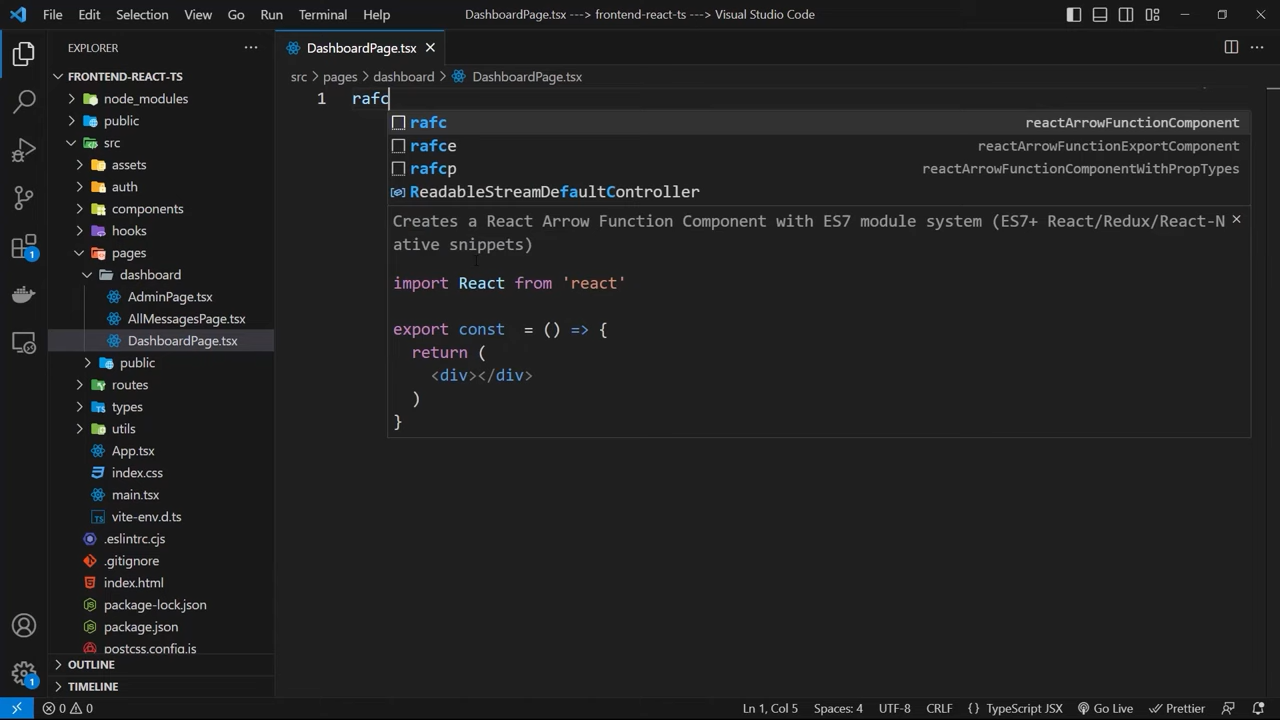 File Edit Selection View Go Run Terminal Help DashboardPage.tsx ---> frontend-react-ts ---> Visual Studio Code
EXPLORER
DashboardPage.tsx
FRONTEND-REACT-TS
src > pages > dashboard > DashboardPage.tsx
node_modules
public
src
assets
auth
components
hooks
pages
dashboard
AdminPage.tsx
AllMessagesPage.tsx
DashboardPage.tsx
public
routes
types
utils
App.tsx
index.css
main.tsx
vite-env.d.ts
.eslintrc.cjs
.gitignore
index.html
package-lock.json
package.json
postcss.config.js
OUTLINE
TIMELINE
1 rafc
rafc reactArrowFunctionComponent
rafce reactArrowFunctionExportComponent
rafcp reactArrowFunctionComponentWithPropTypes
ReadableStreamDefaultController
Creates a React Arrow Function Component with ES7 module system (ES7+ React/Redux/React-N
ative snippets)
import React from 'react'
export const = () => {
return (
<div></div>
)
}
1
1
0 0 Ln 1, Col 5 Spaces: 4 UTF-8 CRLF {} TypeScript JSX Go Live Prettier